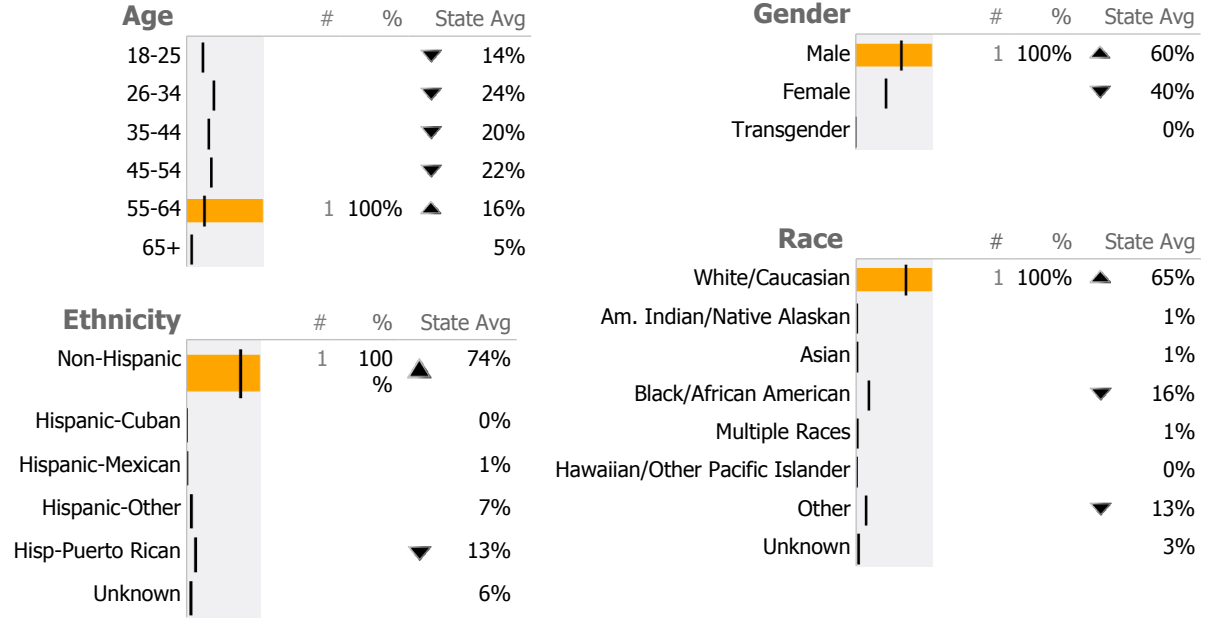 Age # % State Avg
18-25 14%
26-34 24%
35-44 20%
45-54 22%
55-64 1 100% 16%
65+ 5%
Ethnicity # % State Avg
Non-Hispanic 1 100 74%
%
Hispanic-Cuban 0%
Hispanic-Mexican 1%
Hispanic-Other 7%
Hisp-Puerto Rican 13%
Unknown 6%
Gender # % State Avg
Male 1 100% 60%
Female 40%
Transgender 0%
Race # % State Avg
White/Caucasian 1 100% 65%
Am. Indian/Native Alaskan 1%
Asian 1%
Black/African American 16%
Multiple Races 1%
Hawaiian/Other Pacific Islander 0%
Other 13%
Unknown 3%